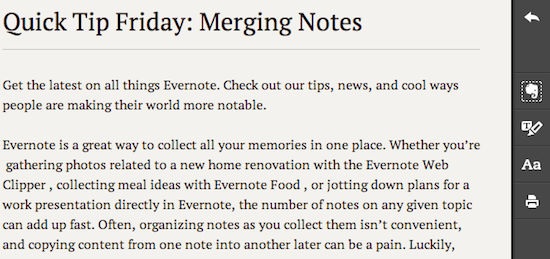 Quick Tip Friday: Merging Notes
Get the latest on all things Evernote. Check out our tips, news, and cool ways
people are making their world more notable.
Evernote is a great way to collect all your memories in one place. Whether you’re
gathering photos related to a new home renovation with the Evernote Web
Clipper , collecting meal ideas with Evernote Food , or jotting down plans for a
work presentation directly in Evernote, the number of notes on any given topic
can add up fast. Often, organizing notes as you collect them isn’t convenient,
and copying content from one note into another later can be a pain. Luckily,
T
Aa